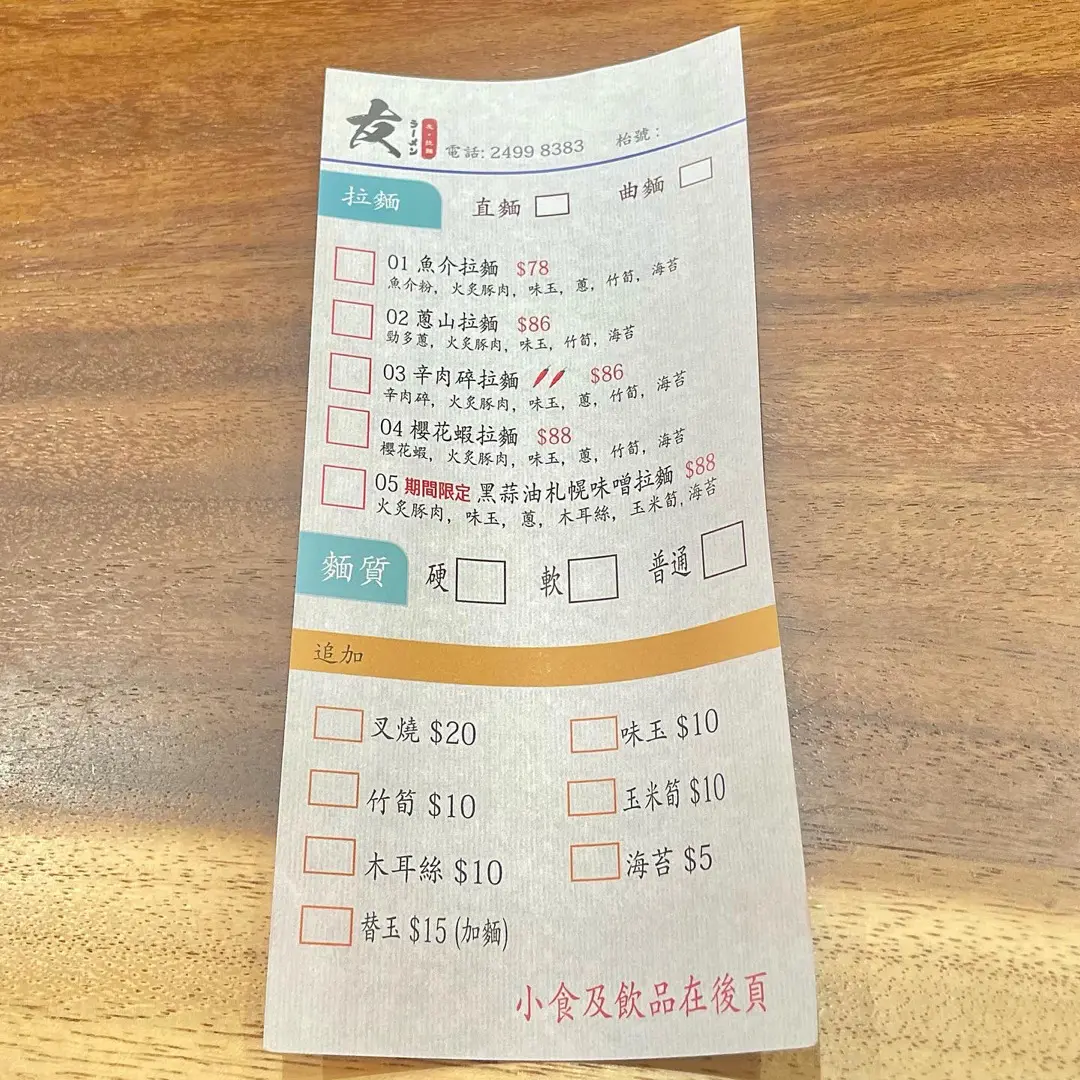 友 ラーメン 友·拉麵 電話: 2499 8383 枱號：
拉麵 直麵 曲麵
01 魚介拉麵 $78
魚介粉, 火炙豚肉, 味玉, 蔥, 竹筍, 海苔
02 蔥山拉麵 $86
勁多蔥, 火炙豚肉, 味玉, 竹筍, 海苔
03 辛肉碎拉麵 $86
辛肉碎, 火炙豚肉, 味玉, 蔥, 竹筍, 海苔
04 櫻花蝦拉麵 $88
櫻花蝦, 火炙豚肉, 味玉, 蔥, 竹筍, 海苔
05 期間限定 黑蒜油札幌味噌拉麵 $88
火炙豚肉, 味玉, 蔥, 木耳絲, 玉米筍, 海苔
麵質 硬 軟 普通
追加
叉燒 $20 味玉 $10
竹筍 $10 玉米筍 $10
木耳絲 $10 海苔 $5
替玉 $15 (加麵)
小食及飲品在後頁